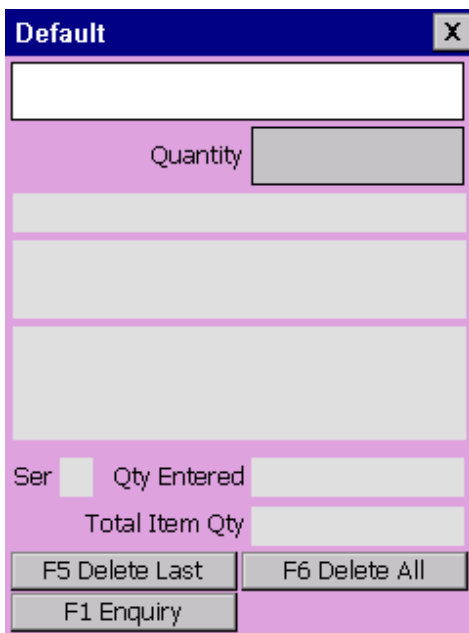 Default X
Quantity
Ser Qty Entered
Total Item Qty
F5 Delete Last F6 Delete All
F1 Enquiry